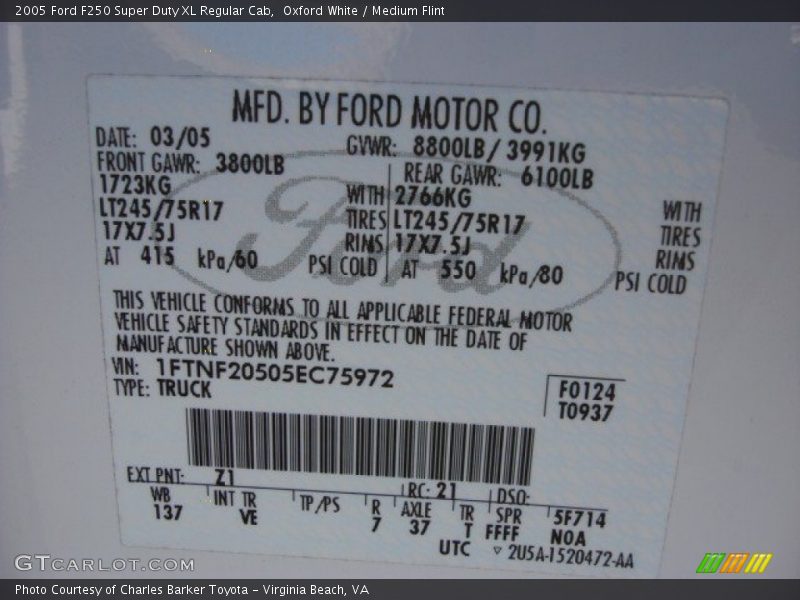 2005 Ford F250 Super Duty XL Regular Cab,  Oxford White / Medium Flint
MFD. BY FORD MOTOR CO.
DATE: 03/05 GVWR: 8800LB/ 3991KG
FRONT GAWR: 3800LB REAR GAWR: 6100LB
1723KG WITH 2766KG WITH
LT245/75R17 TIRES LT245/75R17 TIRES
17X7.5J RIMS 17X7.5J RIMS
AT 415 kPa/60 PSI COLD AT 550 kPa/80 PSI COLD
Ford
THIS VEHICLE CONFORMS TO ALL APPLICABLE FEDERAL MOTOR
VEHICLE SAFETY STANDARDS IN EFFECT ON THE DATE OF
MANUFACTURE SHOWN ABOVE.
VIN: 1FTNF20505EC75972
TYPE: TRUCK
F0124
T0937
EXT PNT: Z1 RC: 21 DSO:
WB INT TR TP/PS R AXLE TR SPR 5F714
137 VE 7 37 T FFFF N0A
UTC ▽ 2U5A-1520472-AA
GTCARLOT.COM
Photo Courtesy of Charles Barker Toyota - Virginia Beach, VA